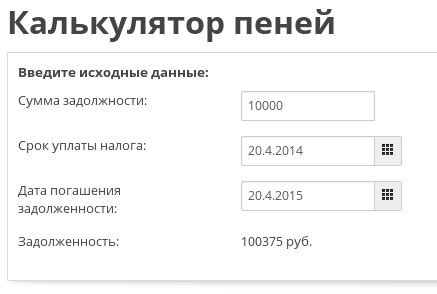 Калькулятор пеней
Введите исходные данные:
Сумма задолжности:
10000
Срок уплаты налога:
20.4.2014
Дата погашения
задолженности:
20.4.2015
Задолженность:
100375 руб.